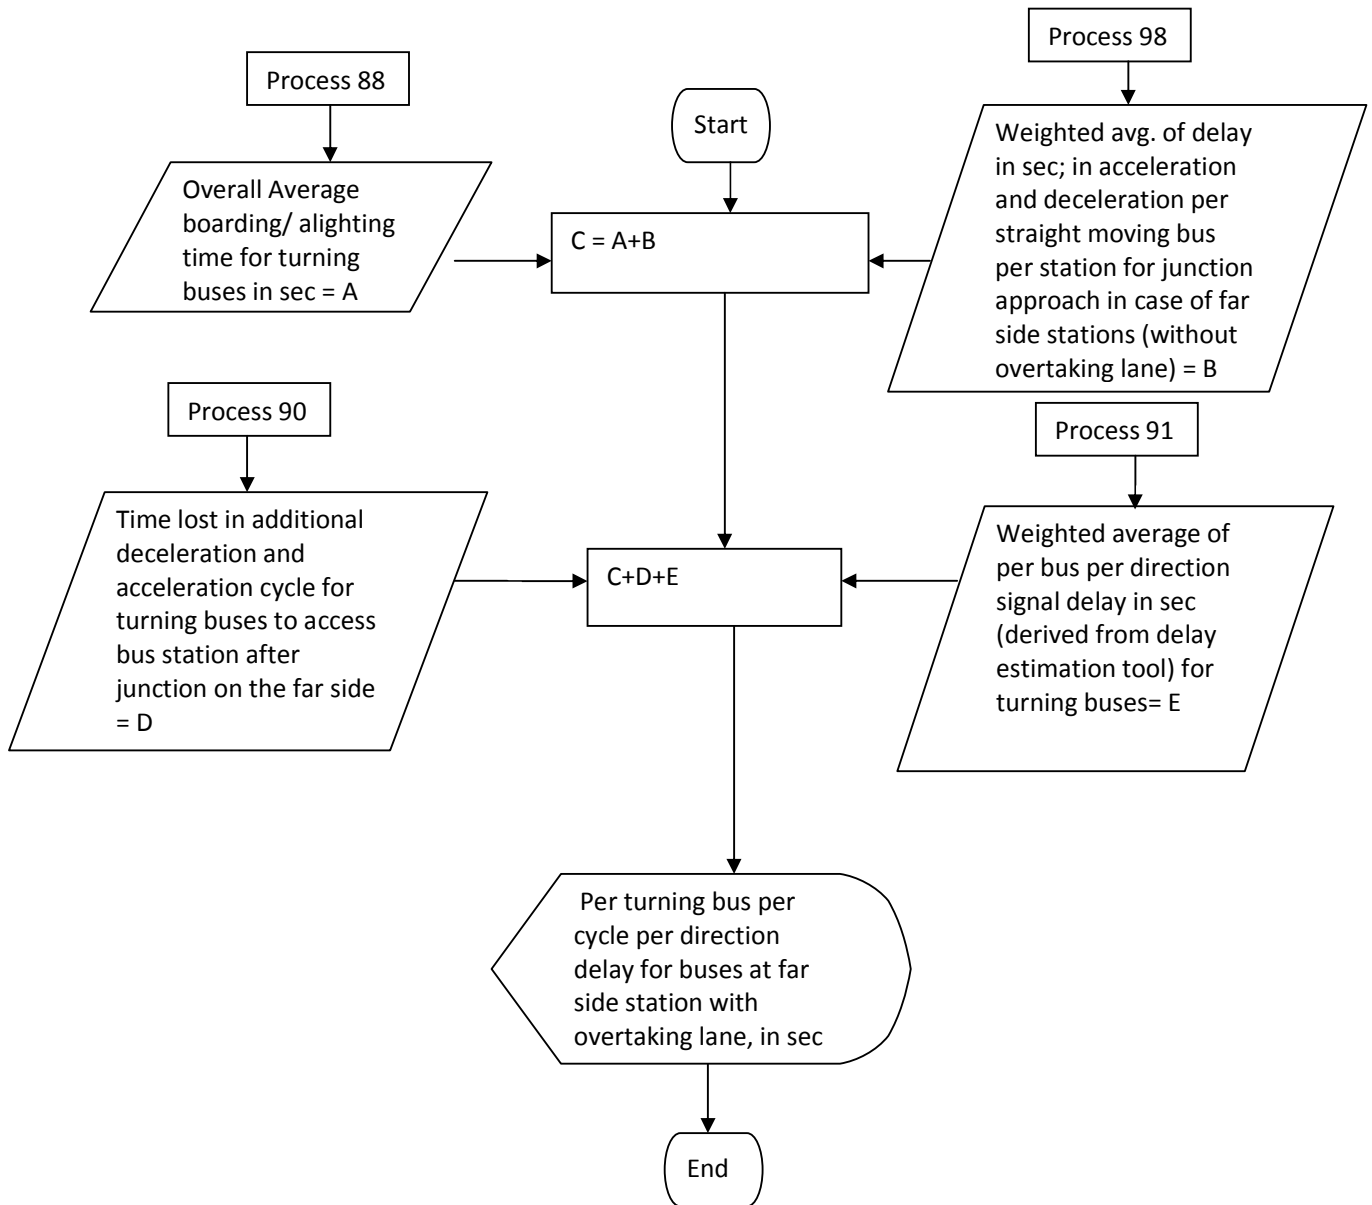 Process 88
Process 98
Start
Overall Average
boarding/ alighting
time for turning
buses in sec = A
C = A+B
Weighted avg. of delay
in sec; in acceleration
and deceleration per
straight moving bus
per station for junction
approach in case of far
side stations (without
overtaking lane) = B
Process 90
Process 91
Time lost in additional
deceleration and
acceleration cycle for
turning buses to access
bus station after
junction on the far side
= D
C+D+E
Weighted average of
per bus per direction
signal delay in sec
(derived from delay
estimation tool) for
turning buses= E
Per turning bus per
cycle per direction
delay for buses at far
side station with
overtaking lane, in sec
End